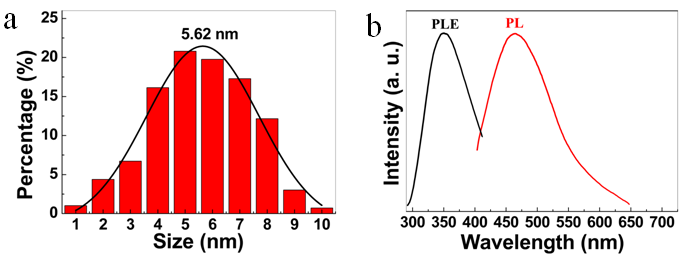 a
25
20
15
10
5
0
Percentage (%)
5.62 nm
1 2 3 4 5 6 7 8 9 10
Size (nm)
b
PLE PL
Intensity (a. u.)
300 350 400 450 500 550 600 650 700
Wavelength (nm)